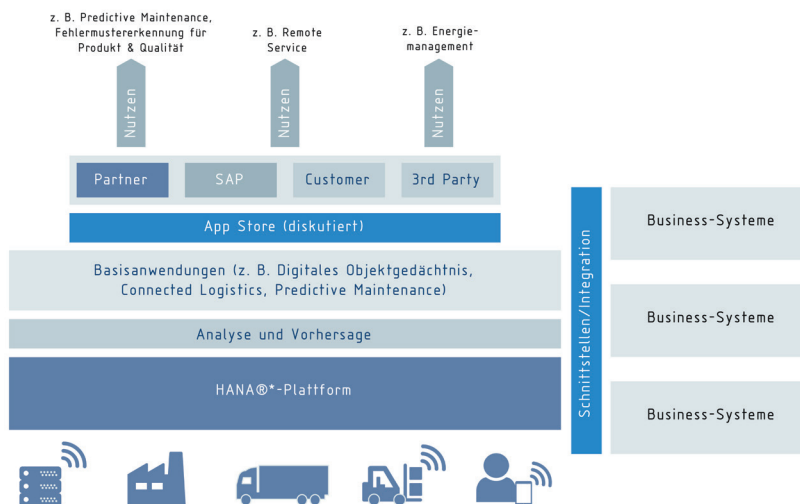 z. B. Predictive Maintenance,
Fehlermustererkennung für
Produkt & Qualität
z. B. Remote
Service
z. B. Energie-
management
Nutzen
Nutzen
Nutzen
Partner
SAP
Customer
3rd Party
App Store (diskutiert)
Basisanwendungen (z. B. Digitales Objektgedächtnis,
Connected Logistics, Predictive Maintenance)
Analyse und Vorhersage
HANA®*-Plattform
Schnittstellen/Integration
Business-Systeme
Business-Systeme
Business-Systeme